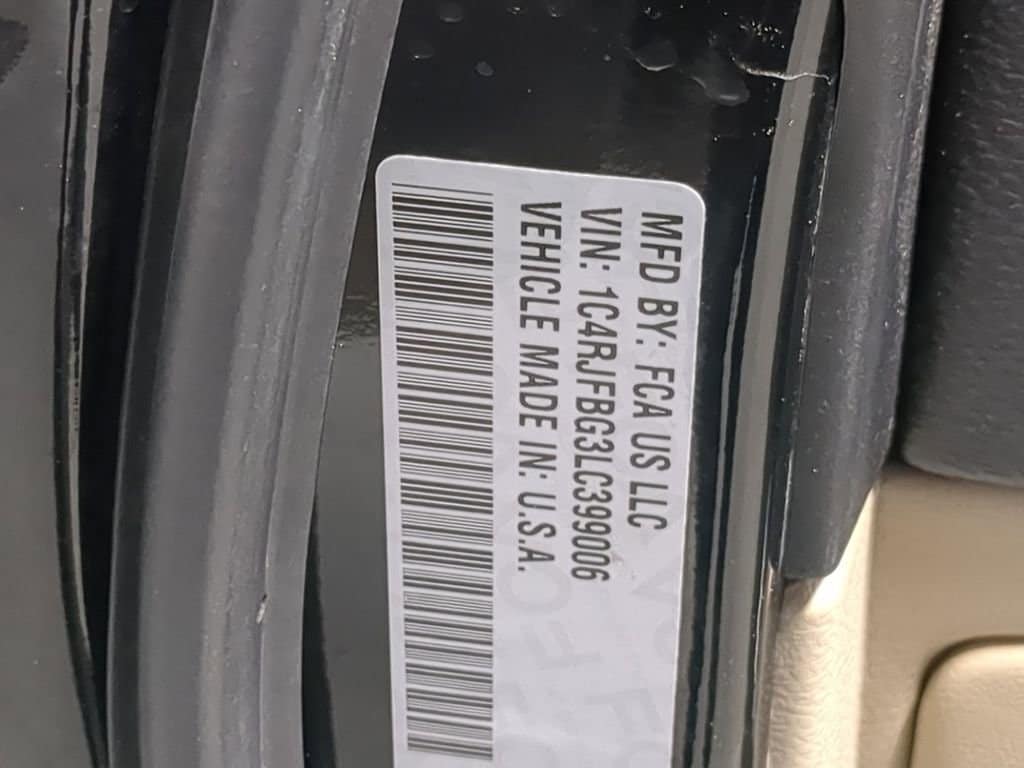 MFD BY: FCA US LLC
VIN: 1C4RJFBG3LC399006
VEHICLE MADE IN: U.S.A.